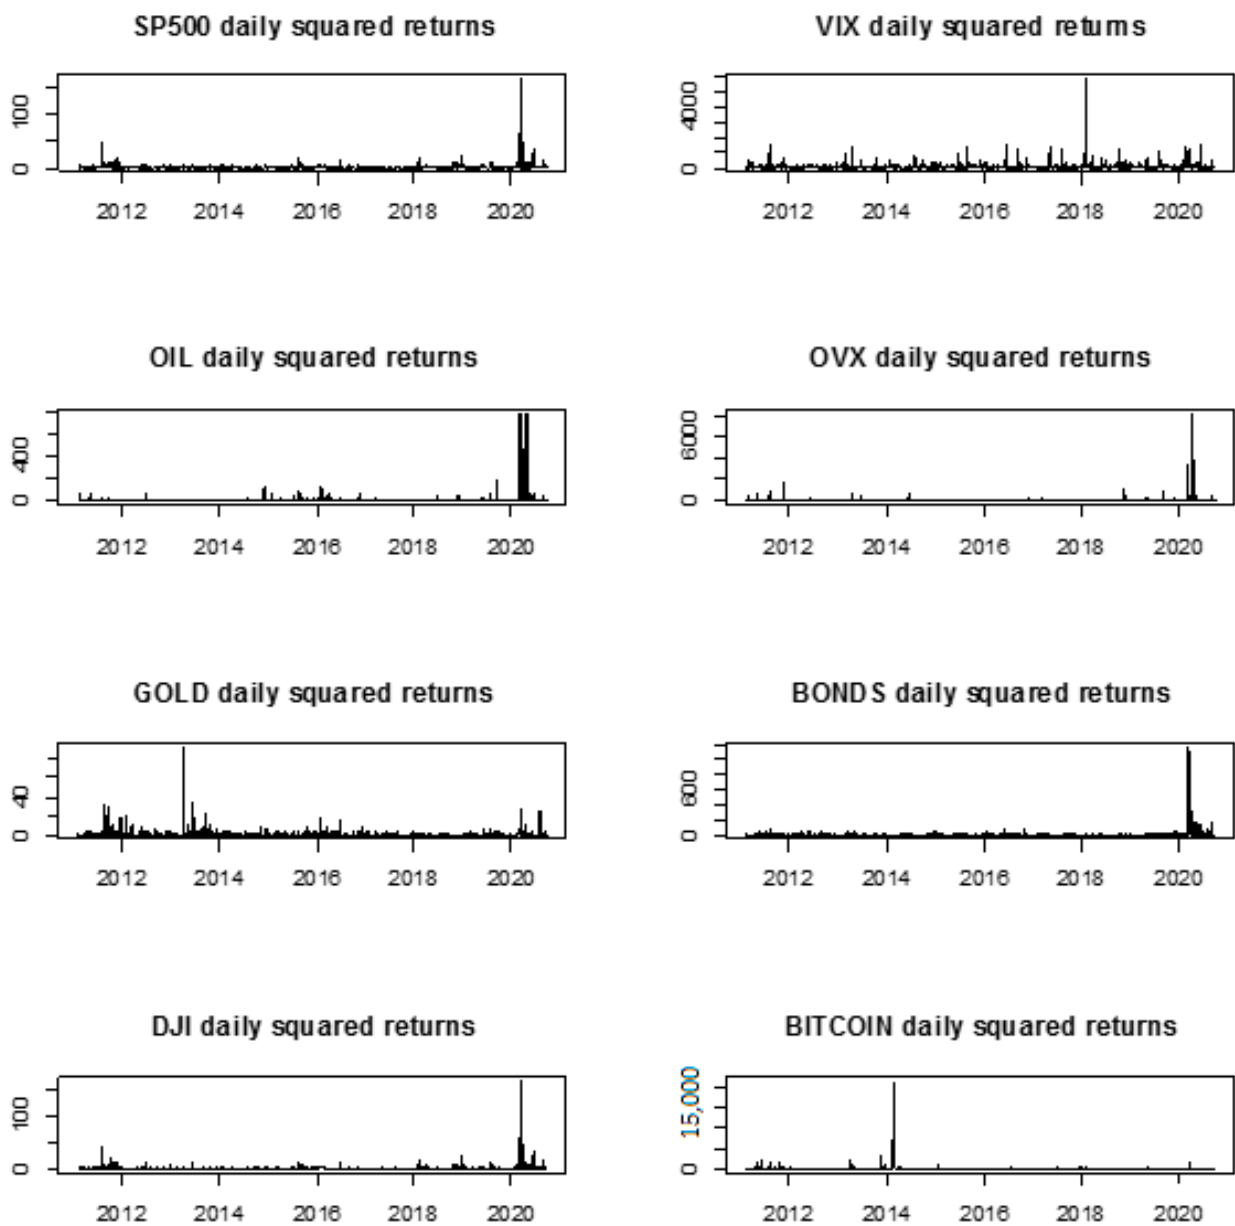 SP500 daily squared returns
0 100
2012 2014 2016 2018 2020
VIX daily squared returns
0 4000
2012 2014 2016 2018 2020
OIL daily squared returns
0 400
2012 2014 2016 2018 2020
OVX daily squared returns
0 6000
2012 2014 2016 2018 2020
GOLD daily squared returns
0 40
2012 2014 2016 2018 2020
BONDS daily squared returns
0 600
2012 2014 2016 2018 2020
DJI daily squared returns
0 100
2012 2014 2016 2018 2020
BITCOIN daily squared returns
0 15,000
2012 2014 2016 2018 2020